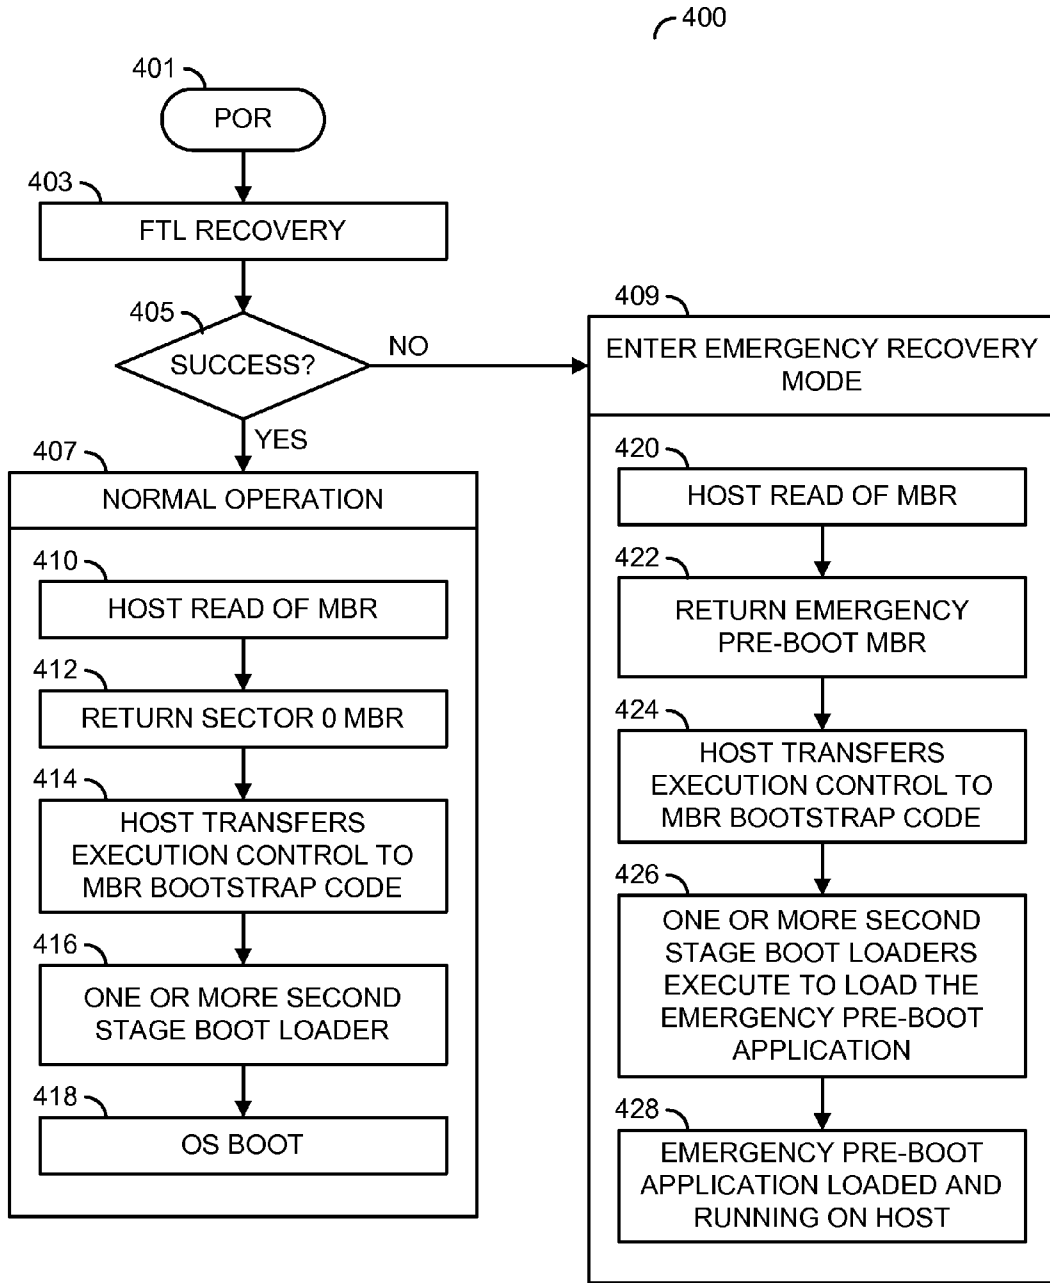 400
401
POR
403
FTL RECOVERY
405
SUCCESS?
NO
YES
407
NORMAL OPERATION
410
HOST READ OF MBR
412
RETURN SECTOR 0 MBR
414
HOST TRANSFERS
EXECUTION CONTROL TO
MBR BOOTSTRAP CODE
416
ONE OR MORE SECOND
STAGE BOOT LOADER
418
OS BOOT
409
ENTER EMERGENCY RECOVERY
MODE
420
HOST READ OF MBR
422
RETURN EMERGENCY
PRE-BOOT MBR
424
HOST TRANSFERS
EXECUTION CONTROL TO
MBR BOOTSTRAP CODE
426
ONE OR MORE SECOND
STAGE BOOT LOADERS
EXECUTE TO LOAD THE
EMERGENCY PRE-BOOT
APPLICATION
428
EMERGENCY PRE-BOOT
APPLICATION LOADED AND
RUNNING ON HOST